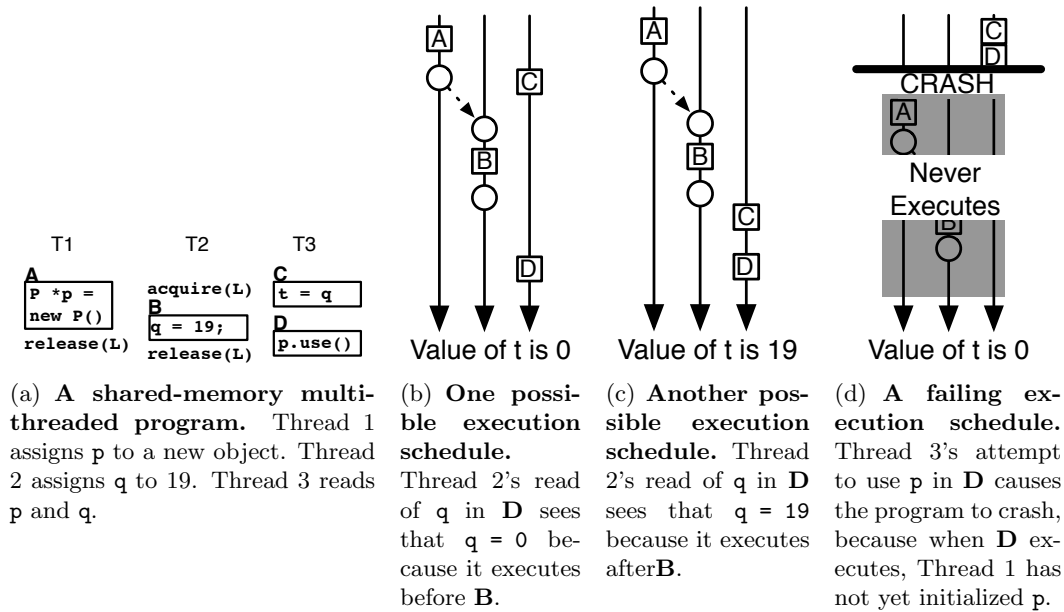 T1
A
P *p =
new P()
release(L)
T2
acquire(L)
B
q = 19;
release(L)
T3
C
t = q
D
p.use()
(a) A shared-memory multi-
threaded program. Thread 1
assigns p to a new object. Thread
2 assigns q to 19. Thread 3 reads
p and q.
A
C
B
D
Value of t is 0
(b) One possi-
ble execution
schedule.
Thread 2's read
of q in D sees
that q = 0 be-
cause it executes
before B.
A
B
C
D
Value of t is 19
(c) Another pos-
sible execution
schedule. Thread
2's read of q in D
sees that q = 19
because it executes
afterB.
C
D
CRASH
A
Never
Executes
B
Value of t is 0
(d) A failing ex-
ecution schedule.
Thread 3's attempt
to use p in D causes
the program to crash,
because when D ex-
ecutes, Thread 1 has
not yet initialized p.